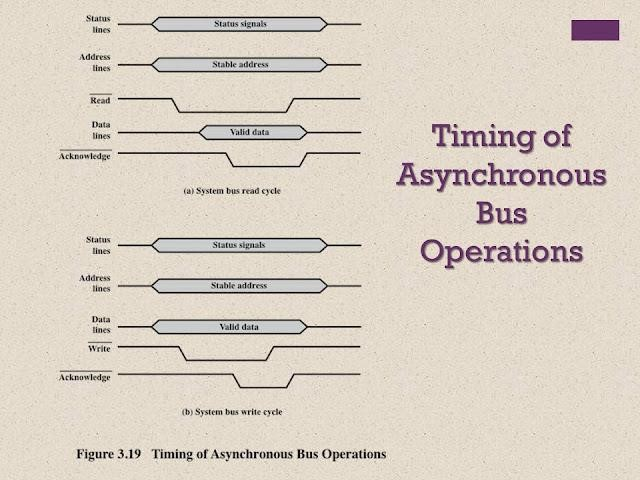 Status
lines
Status signals
Address
lines
Stable address
Read
Data
lines
Valid data
Acknowledge
(a) System bus read cycle
Status
lines
Status signals
Address
lines
Stable address
Data
lines
Valid data
Write
Acknowledge
(b) System bus write cycle
Figure 3.19 Timing of Asynchronous Bus Operations
Timing of
Asynchronous
Bus
Operations